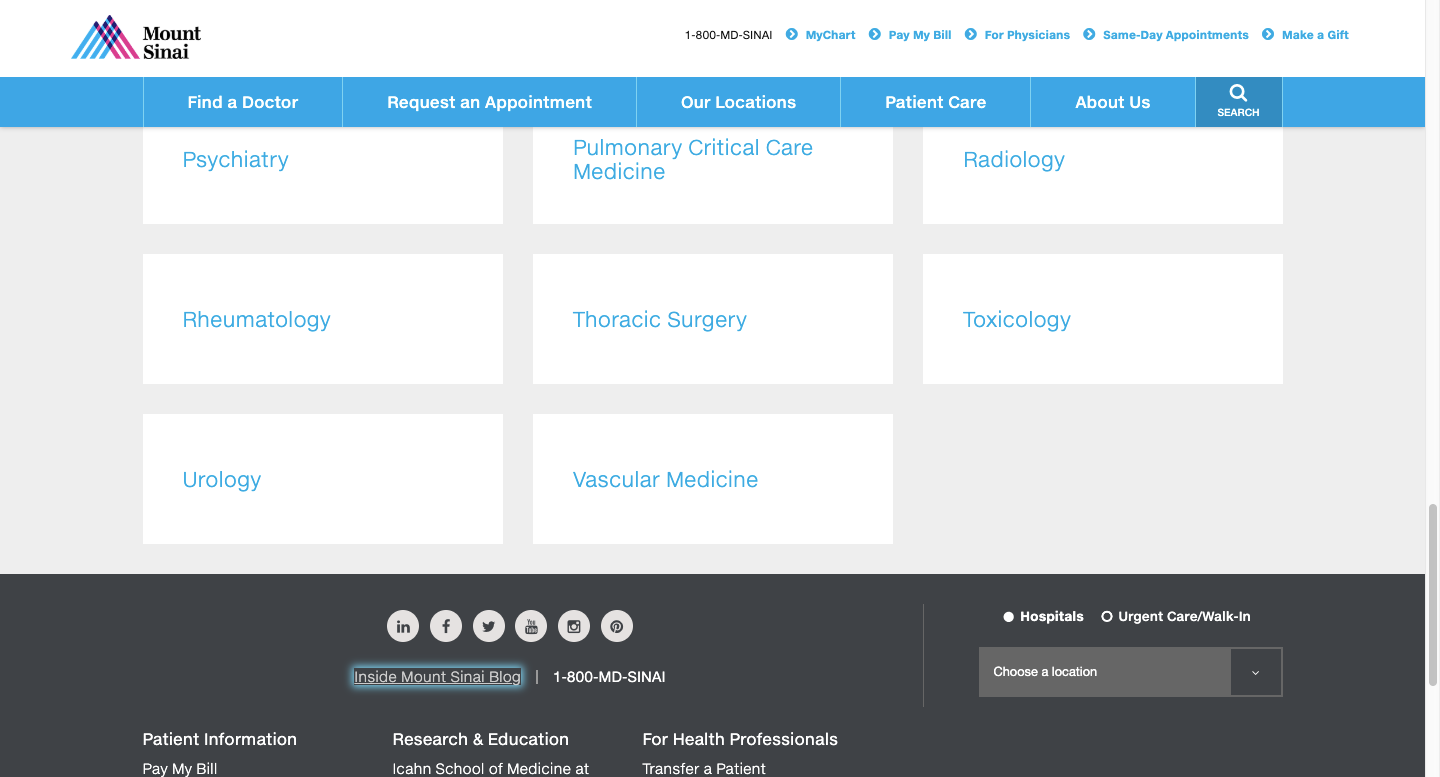 Mount
Sinai
1-800-MD-SINAI MyChart Pay My Bill For Physicians Same-Day Appointments Make a Gift
Find a Doctor Request an Appointment Our Locations Patient Care About Us SEARCH
Psychiatry
Pulmonary Critical Care
Medicine
Radiology
Rheumatology
Thoracic Surgery
Toxicology
Urology
Vascular Medicine
in f You Tube
Inside Mount Sinai Blog | 1-800-MD-SINAI
Hospitals Urgent Care/Walk-In
Choose a location
Patient Information
Pay My Bill
Research & Education
Icahn School of Medicine at
For Health Professionals
Transfer a Patient